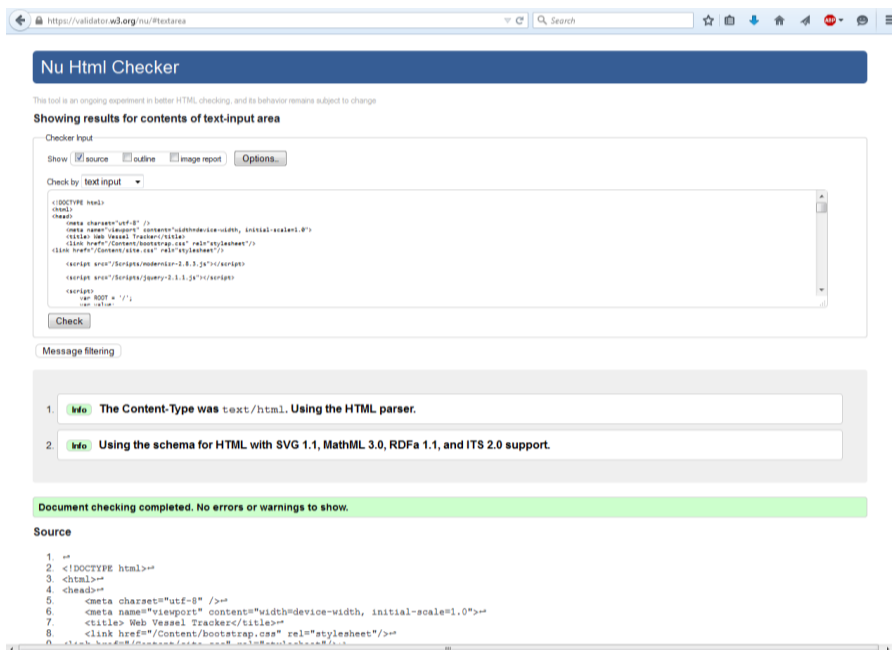 https://validator.w3.org/nu/#textarea
Search
ABP
Nu Html Checker
This tool is an ongoing experiment in better HTML checking, and its behavior remains subject to change
Showing results for contents of text-input area
Checker Input
Show source outline image report Options...
Check by text input
<!DOCTYPE html>
<html>
<head>
<meta charset="utf-8" />
<meta name="viewport" content="width=device-width, initial-scale=1.0">
<title> Web Vessel Tracker</title>
<link href="/Content/bootstrap.css" rel="stylesheet"/>
<link href="/Content/site.css" rel="stylesheet"/>
<script src="/Scripts/modernizr-2.8.3.js"></script>
<script src="/Scripts/jquery-2.1.1.js"></script>
<script>
var ROOT = '/';
Check
Message filtering
1. Info The Content-Type was text/html. Using the HTML parser.
2. Info Using the schema for HTML with SVG 1.1, MathML 3.0, RDFa 1.1, and ITS 2.0 support.
Document checking completed. No errors or warnings to show.
Source
1. ↩
2. <!DOCTYPE html>↩
3. <html>↩
4. <head>↩
5. <meta charset="utf-8" />↩
6. <meta name="viewport" content="width=device-width, initial-scale=1.0">↩
7. <title> Web Vessel Tracker</title>↩
8. <link href="/Content/bootstrap.css" rel="stylesheet"/>↩
9. <link href="/Content/site.css" rel="stylesheet"/>↩